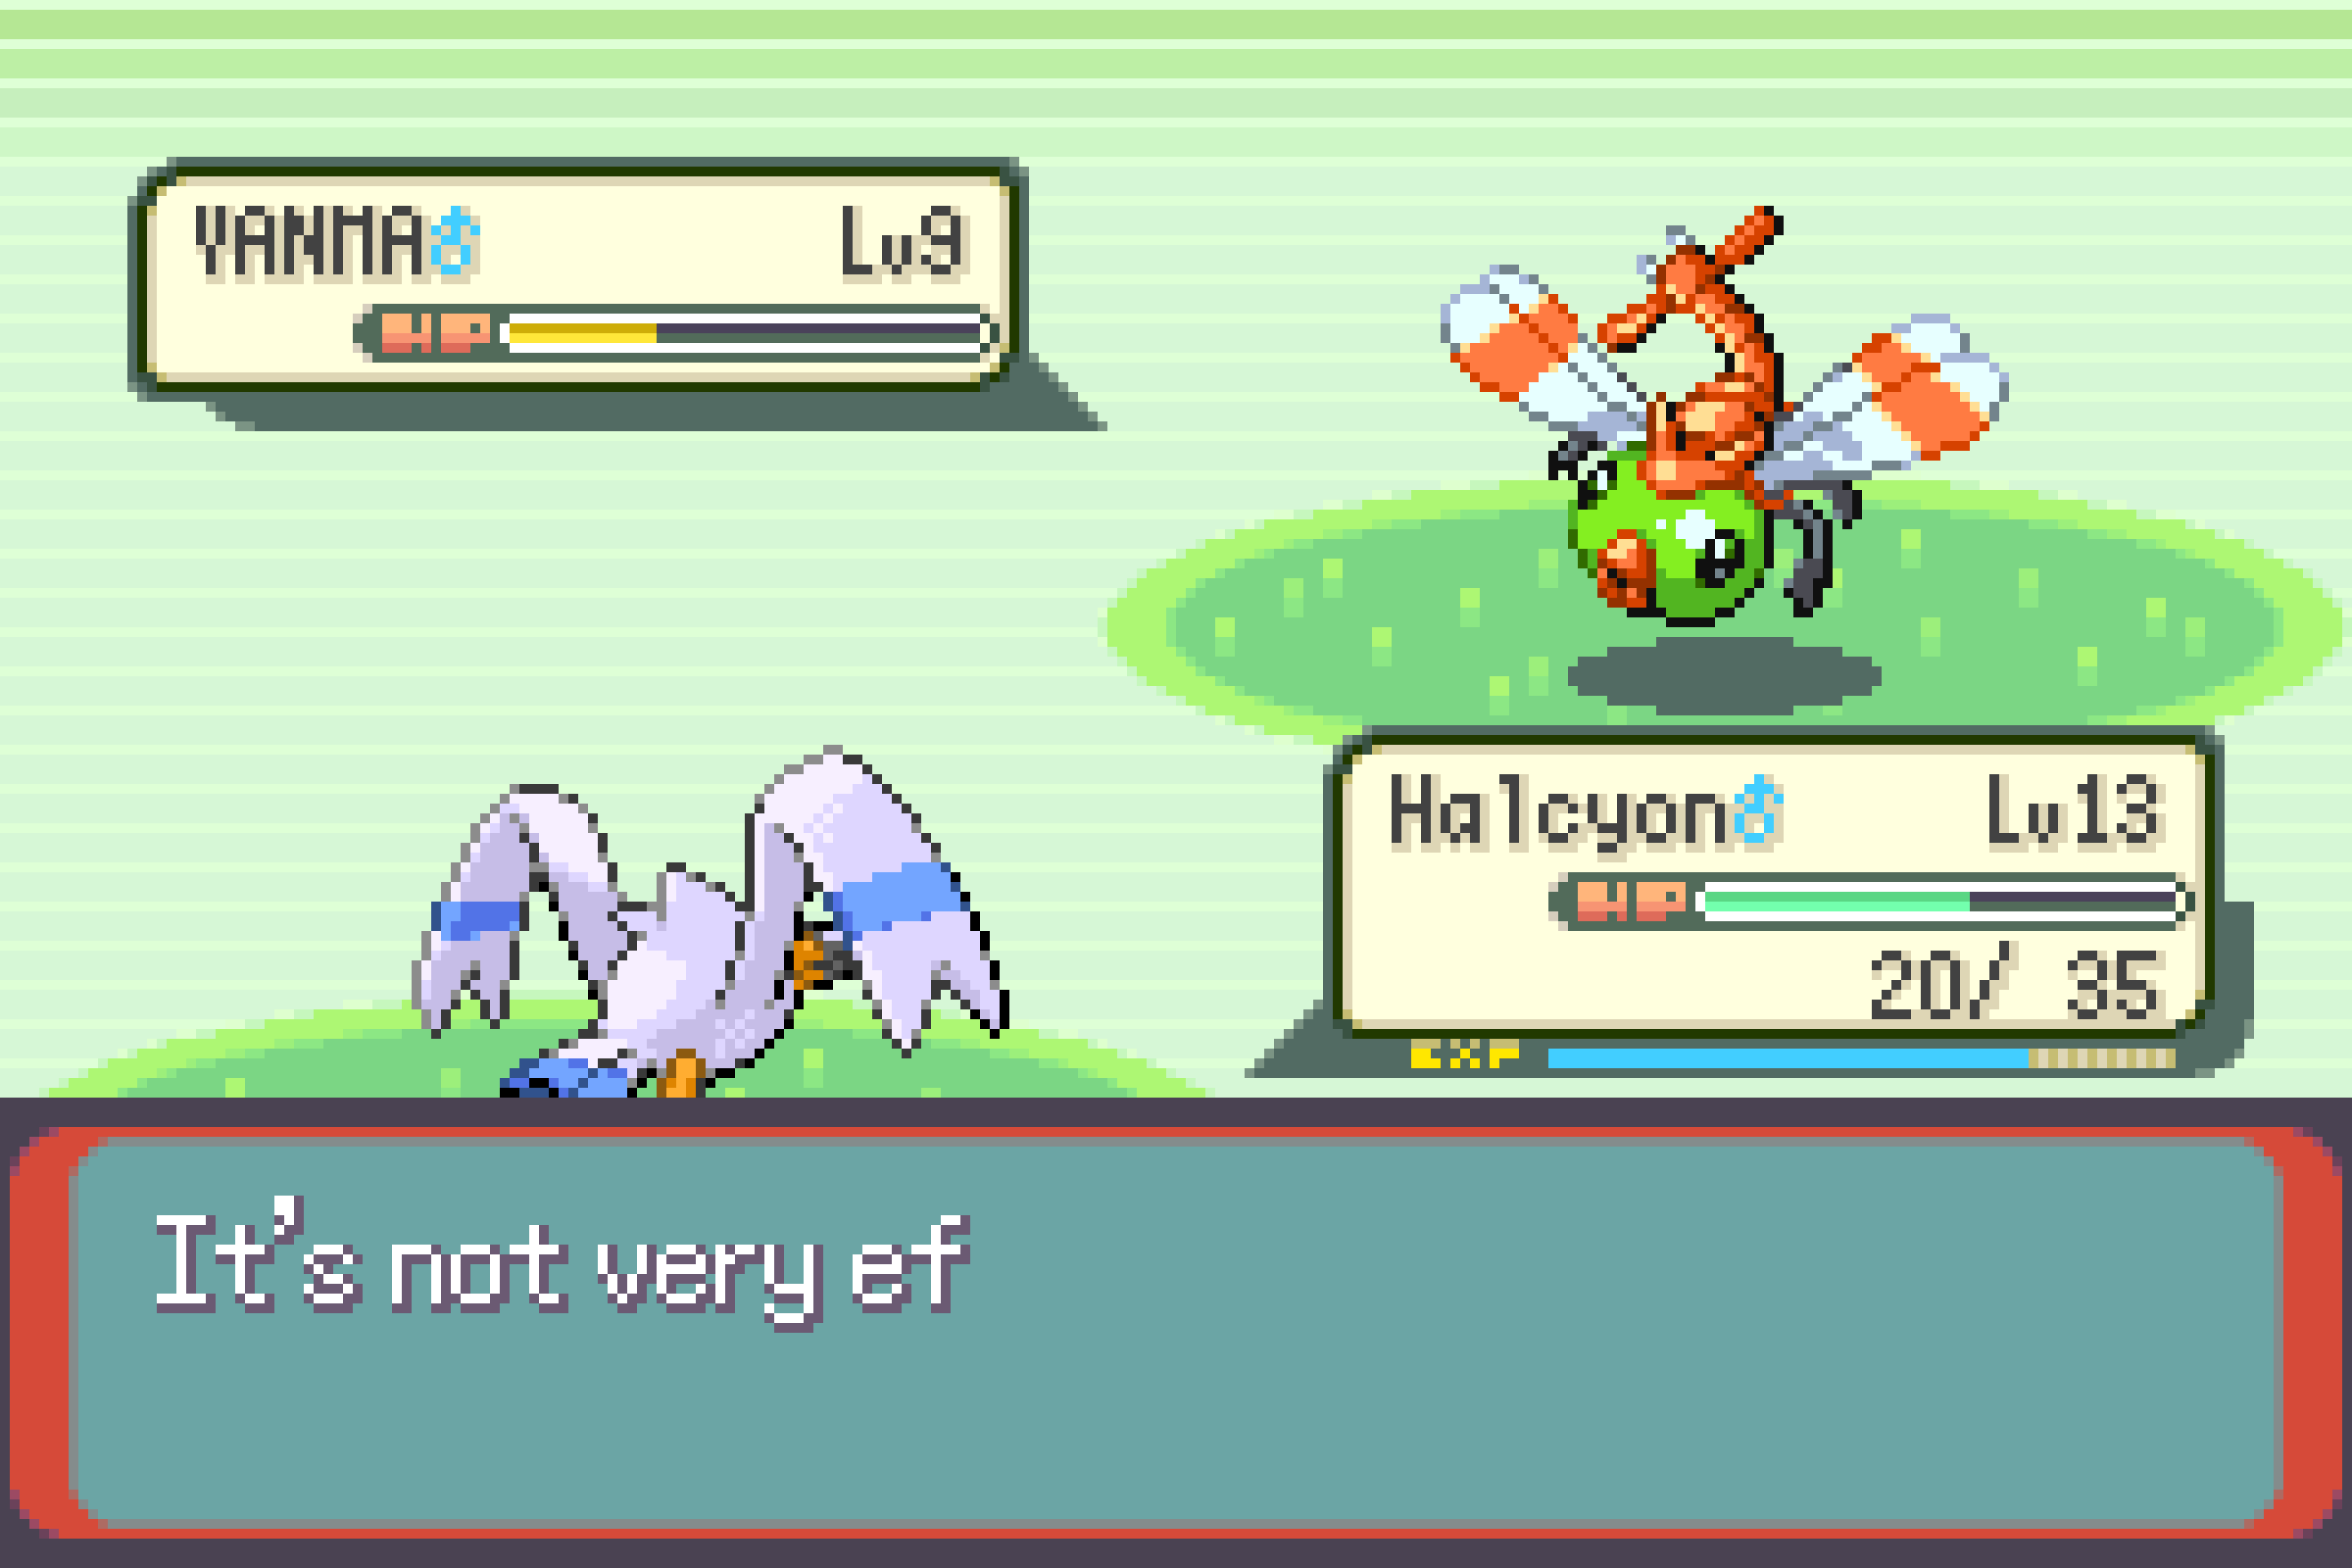 YANMA♂ Lv9
HP
Halcyon♂ Lv13
HP
20/ 35
EXP
It's not very ef